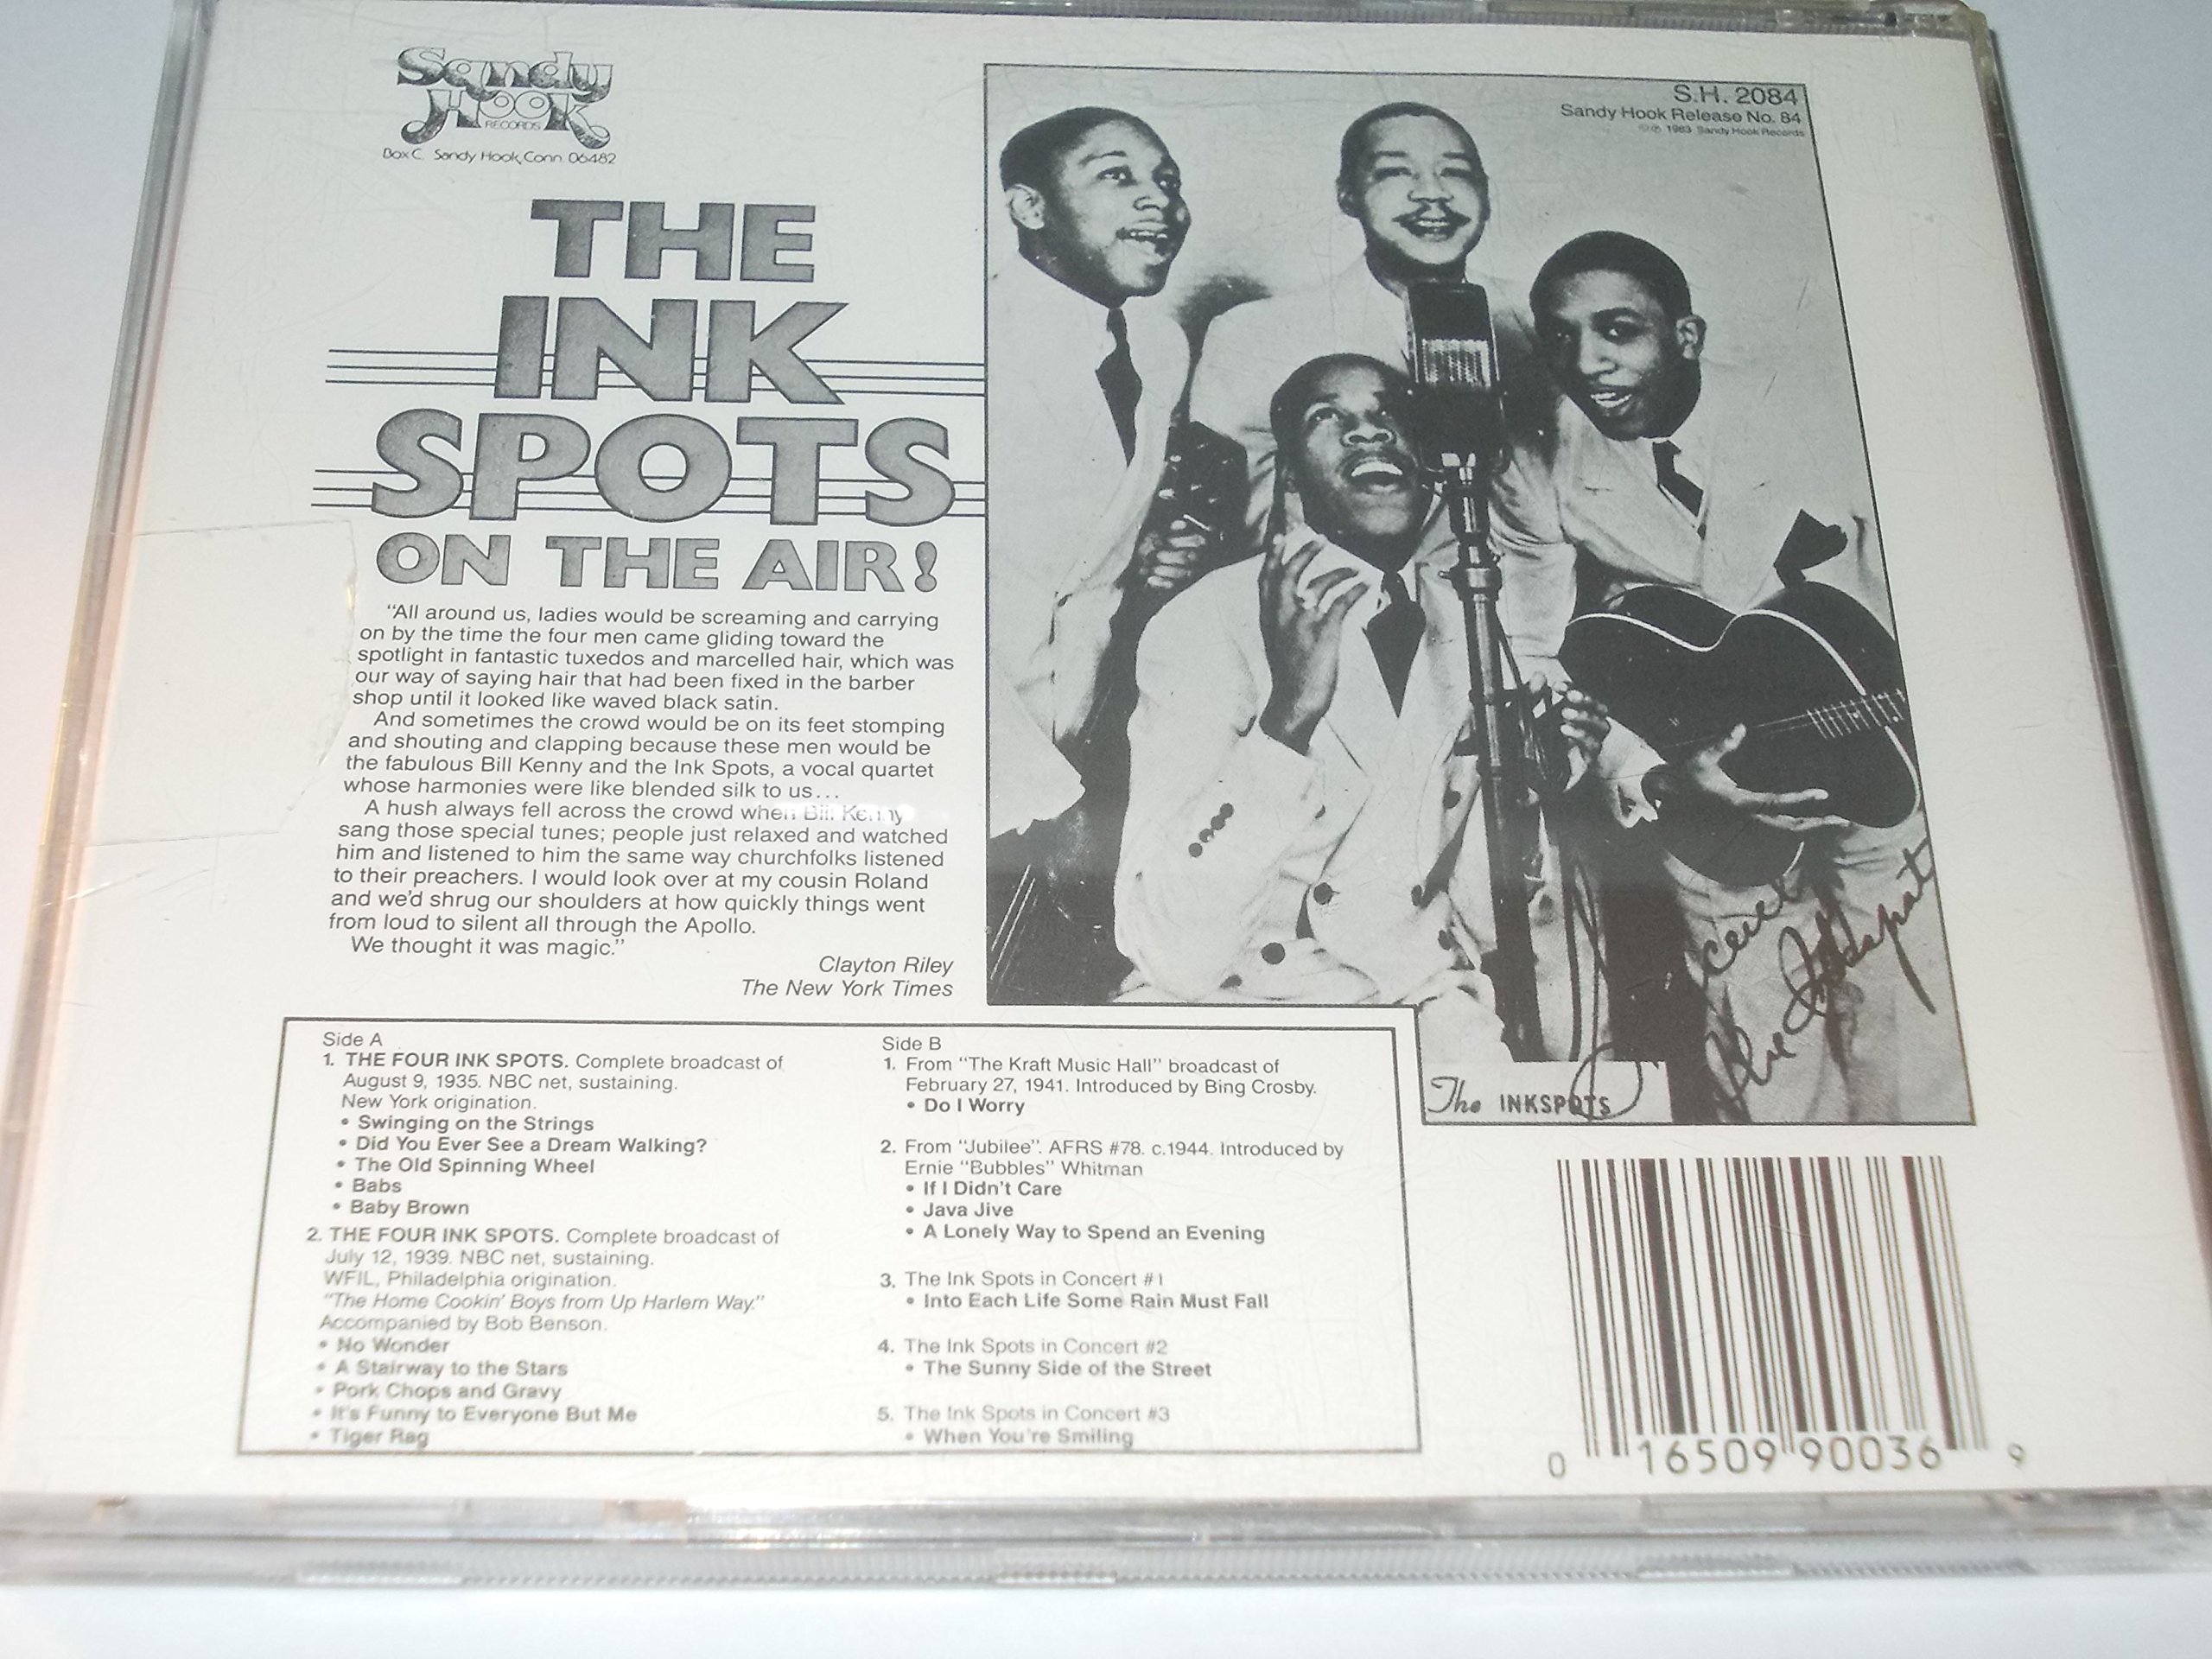 Sandy
Hook
RECORDS
Box C Sandy Hook, Conn. 06482
THE
INK
SPOTS
ON THE AIR!
"All around us, ladies would be screaming and carrying
on by the time the four men came gliding toward the
spotlight in fantastic tuxedos and marcelled hair, which was
our way of saying hair that had been fixed in the barber
shop until it looked like waved black satin.
And sometimes the crowd would be on its feet stomping
and shouting and clapping because these men would be
the fabulous Bill Kenny and the Ink Spots, a vocal quartet
whose harmonies were like blended silk to us...
A hush always fell across the crowd when Bill Kenny
sang those special tunes; people just relaxed and watched
him and listened to him the same way churchfolks listened
to their preachers. I would look over at my cousin Roland
and we'd shrug our shoulders at how quickly things went
from loud to silent all through the Apollo.
We thought it was magic."
Clayton Riley
The New York Times
S.H. 2084
Sandy Hook Release No. 84
©℗ 1983 Sandy Hook Records
Sincerely
The Inkspots
The INKSPOTS
Side A
1. THE FOUR INK SPOTS. Complete broadcast of
August 9, 1935. NBC net, sustaining.
New York origination.
• Swinging on the Strings
• Did You Ever See a Dream Walking?
• The Old Spinning Wheel
• Babs
• Baby Brown
2. THE FOUR INK SPOTS. Complete broadcast of
July 12, 1939. NBC net, sustaining.
WFIL, Philadelphia origination.
"The Home Cookin' Boys from Up Harlem Way."
Accompanied by Bob Benson.
• No Wonder
• A Stairway to the Stars
• Pork Chops and Gravy
• It's Funny to Everyone But Me
• Tiger Rag
Side B
1. From "The Kraft Music Hall" broadcast of
February 27, 1941. Introduced by Bing Crosby.
• Do I Worry
2. From "Jubilee". AFRS #78. c.1944. Introduced by
Ernie "Bubbles" Whitman
• If I Didn't Care
• Java Jive
• A Lonely Way to Spend an Evening
3. The Ink Spots in Concert #1
• Into Each Life Some Rain Must Fall
4. The Ink Spots in Concert #2
• The Sunny Side of the Street
5. The Ink Spots in Concert #3
• When You're Smiling
0 16509 90036 9